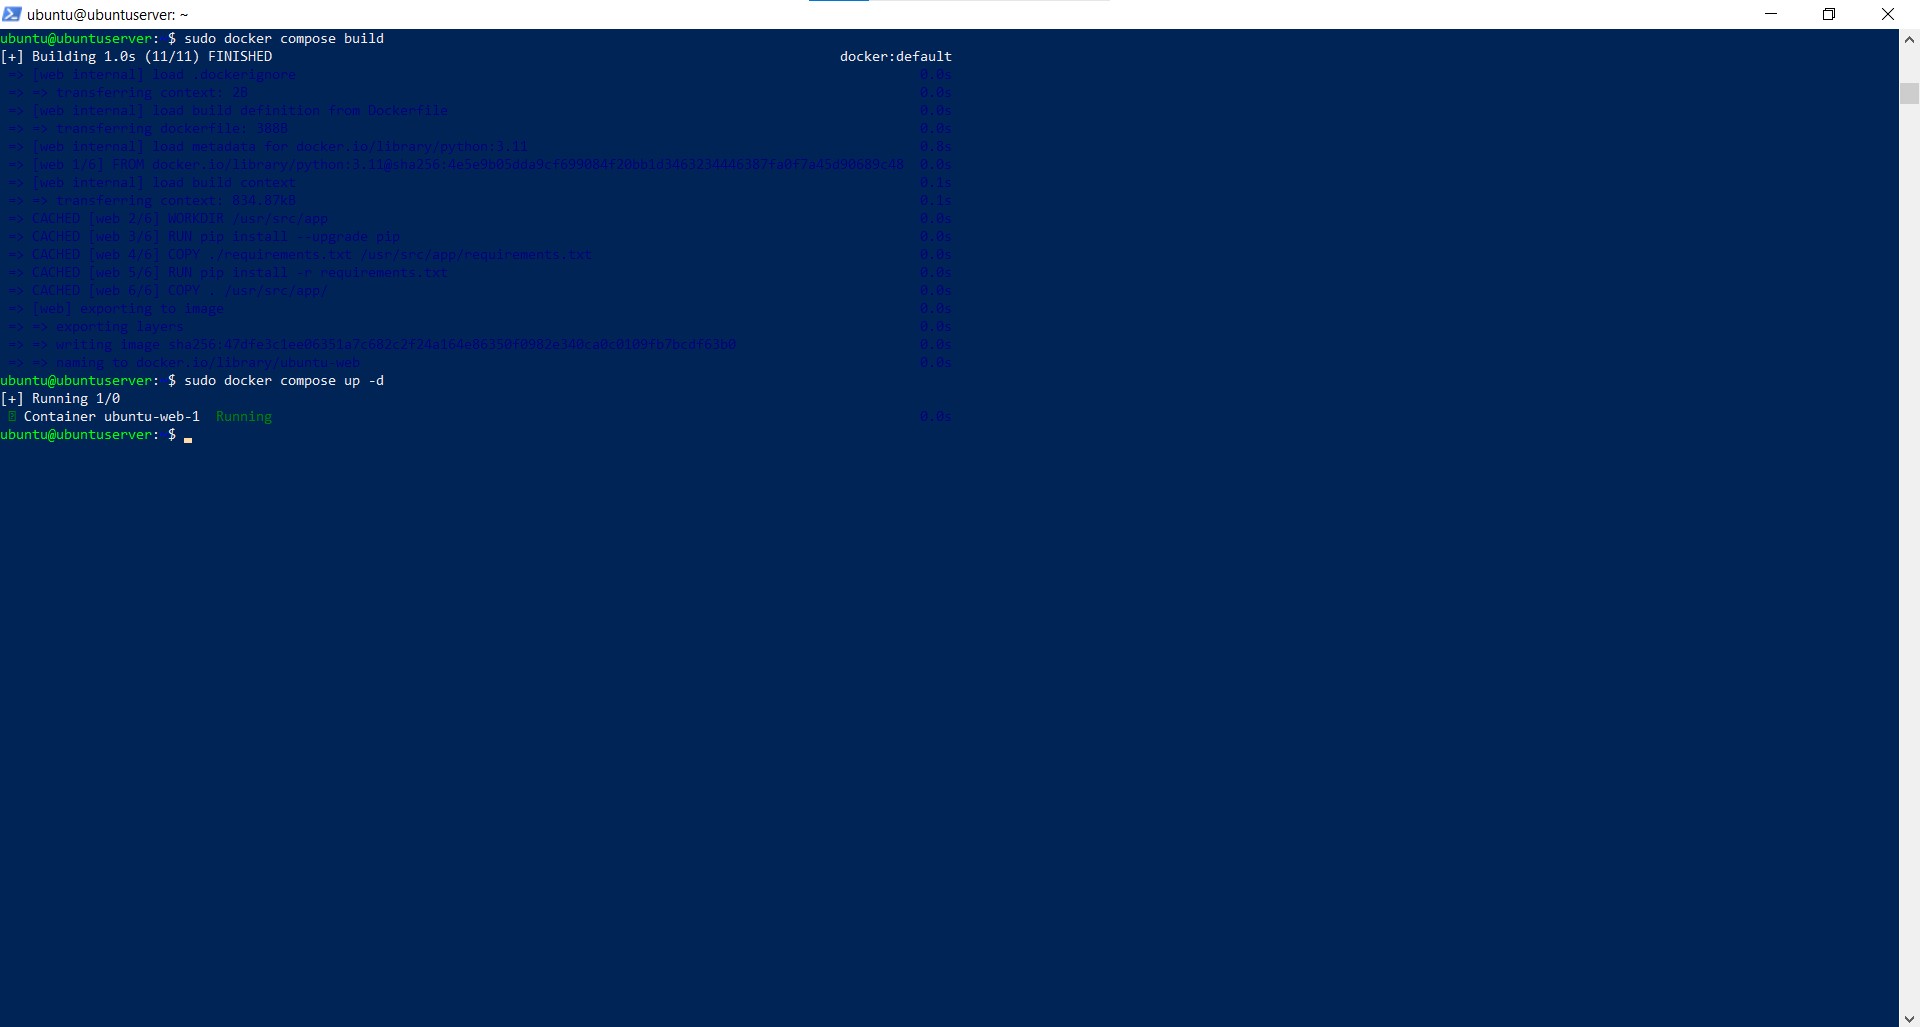 ubuntu@ubuntuserver: ~
ubuntu@ubuntuserver:~$ sudo docker compose build
[+] Building 1.0s (11/11) FINISHED docker:default
=> [web internal] load .dockerignore 0.0s
=> => transferring context: 2B 0.0s
=> [web internal] load build definition from Dockerfile 0.0s
=> => transferring dockerfile: 388B 0.0s
=> [web internal] load metadata for docker.io/library/python:3.11 0.8s
=> [web 1/6] FROM docker.io/library/python:3.11@sha256:4e5e9b05dda9cf699084f20bb1d3463234446387fa0f7a45d90689c48 0.0s
=> [web internal] load build context 0.1s
=> => transferring context: 834.87kB 0.1s
=> CACHED [web 2/6] WORKDIR /usr/src/app 0.0s
=> CACHED [web 3/6] RUN pip install --upgrade pip 0.0s
=> CACHED [web 4/6] COPY ./requirements.txt /usr/src/app/requirements.txt 0.0s
=> CACHED [web 5/6] RUN pip install -r requirements.txt 0.0s
=> CACHED [web 6/6] COPY . /usr/src/app/ 0.0s
=> [web] exporting to image 0.0s
=> => exporting layers 0.0s
=> => writing image sha256:47dfe3c1ee06351a7c682c2f24a164e86350f0982e340ca0c0109fb7bcdf63b0 0.0s
=> => naming to docker.io/library/ubuntu-web 0.0s
ubuntu@ubuntuserver:~$ sudo docker compose up -d
[+] Running 1/0
Container ubuntu-web-1 Running 0.0s
ubuntu@ubuntuserver:~$